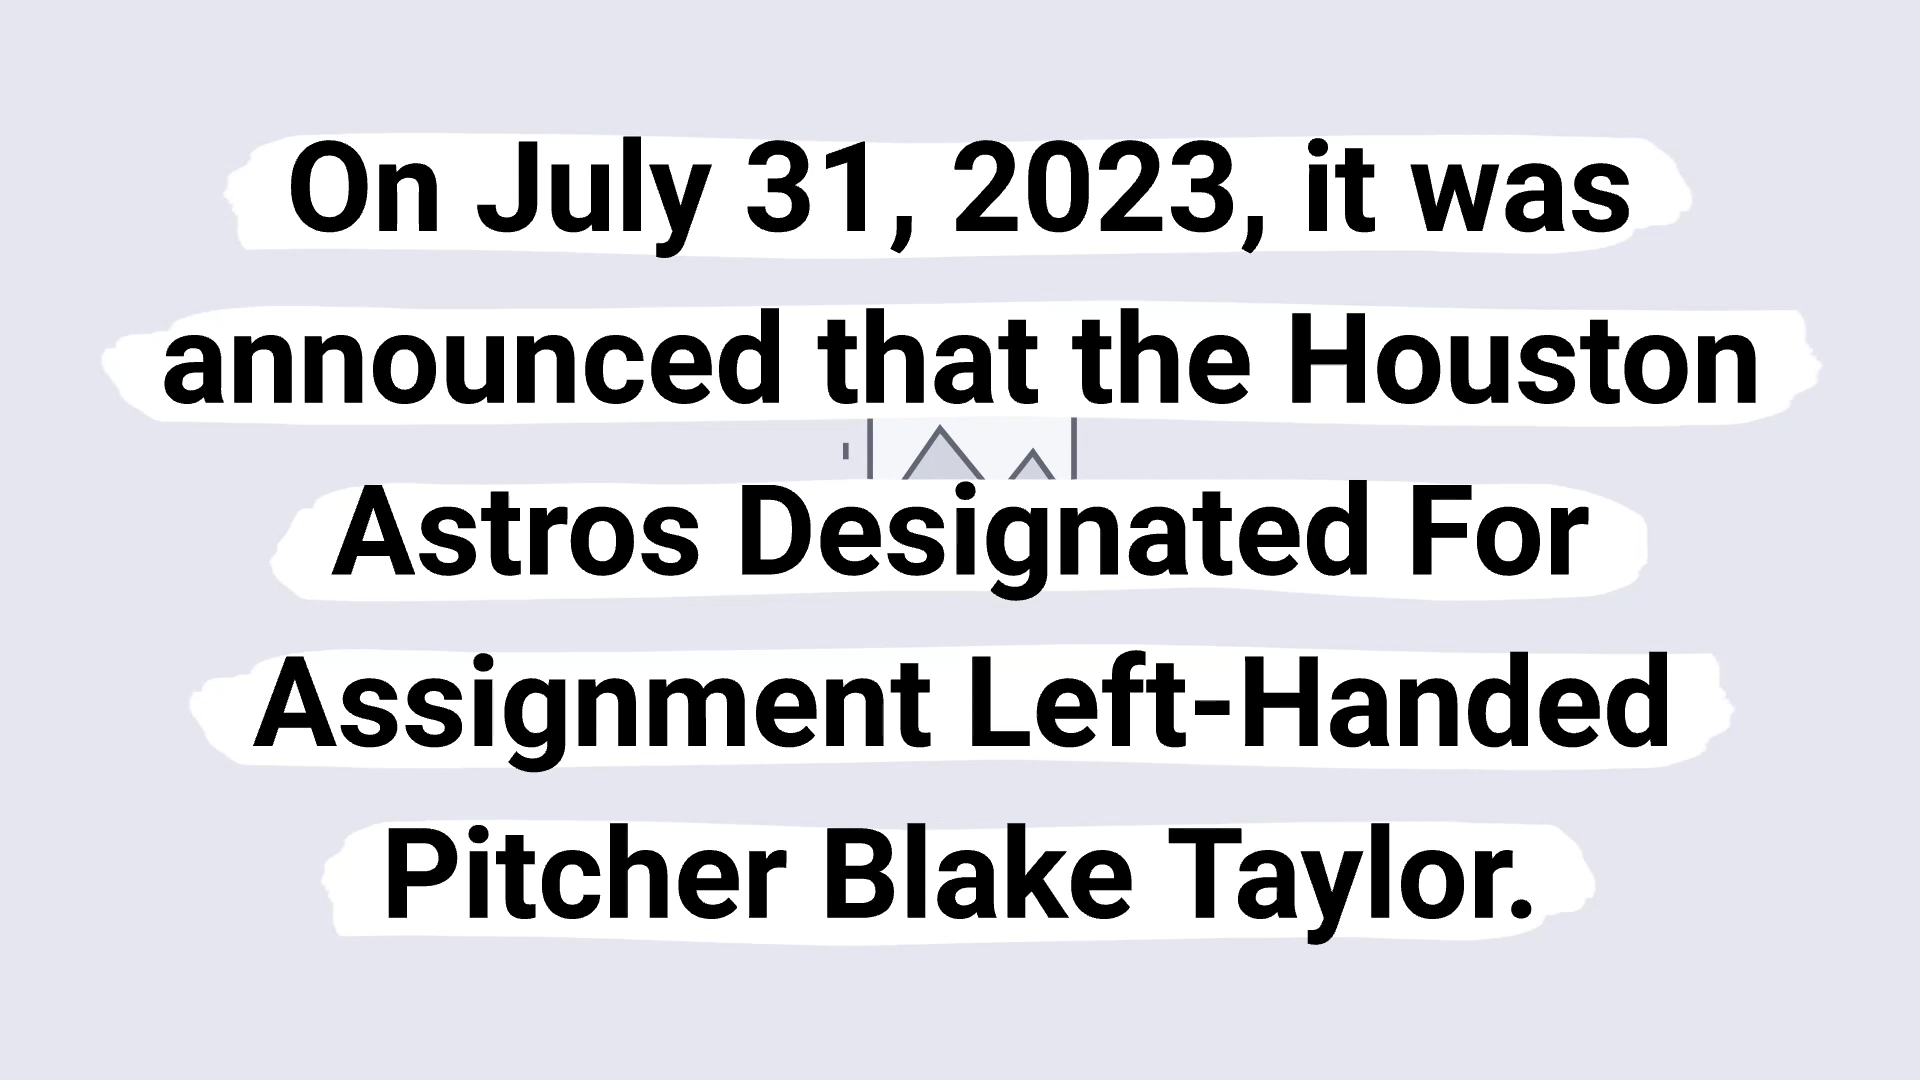 On July 31, 2023, it was
announced that the Houston
Astros Designated For
Assignment Left-Handed
Pitcher Blake Taylor.